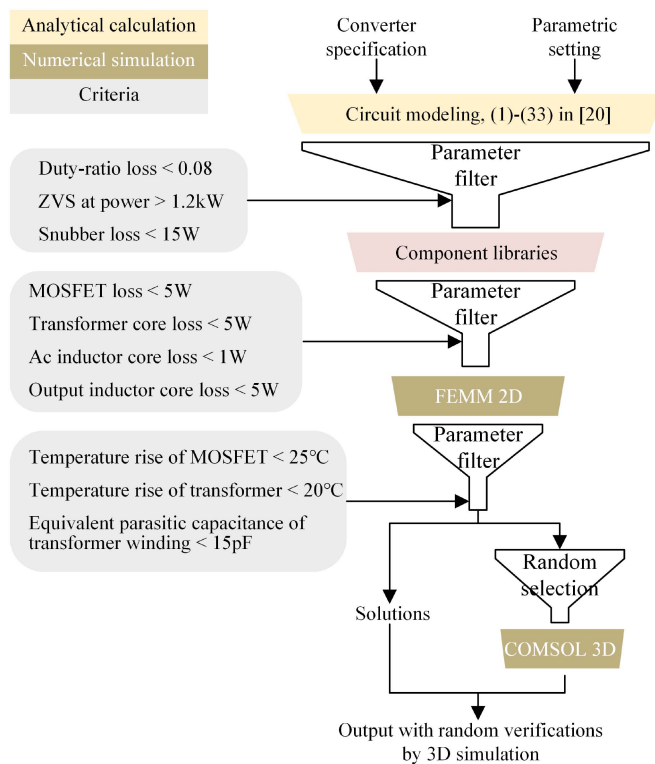 Analytical calculation
Numerical simulation
Criteria
Converter
specification
Parametric
setting
Circuit modeling, (1)-(33) in [20]
Parameter
filter
Duty-ratio loss < 0.08
ZVS at power > 1.2kW
Snubber loss < 15W
Component libraries
Parameter
filter
MOSFET loss < 5W
Transformer core loss < 5W
Ac inductor core loss < 1W
Output inductor core loss < 5W
FEMM 2D
Parameter
filter
Temperature rise of MOSFET < 25℃
Temperature rise of transformer < 20℃
Equivalent parasitic capacitance of
transformer winding < 15pF
Random
selection
Solutions
COMSOL 3D
Output with random verifications
by 3D simulation